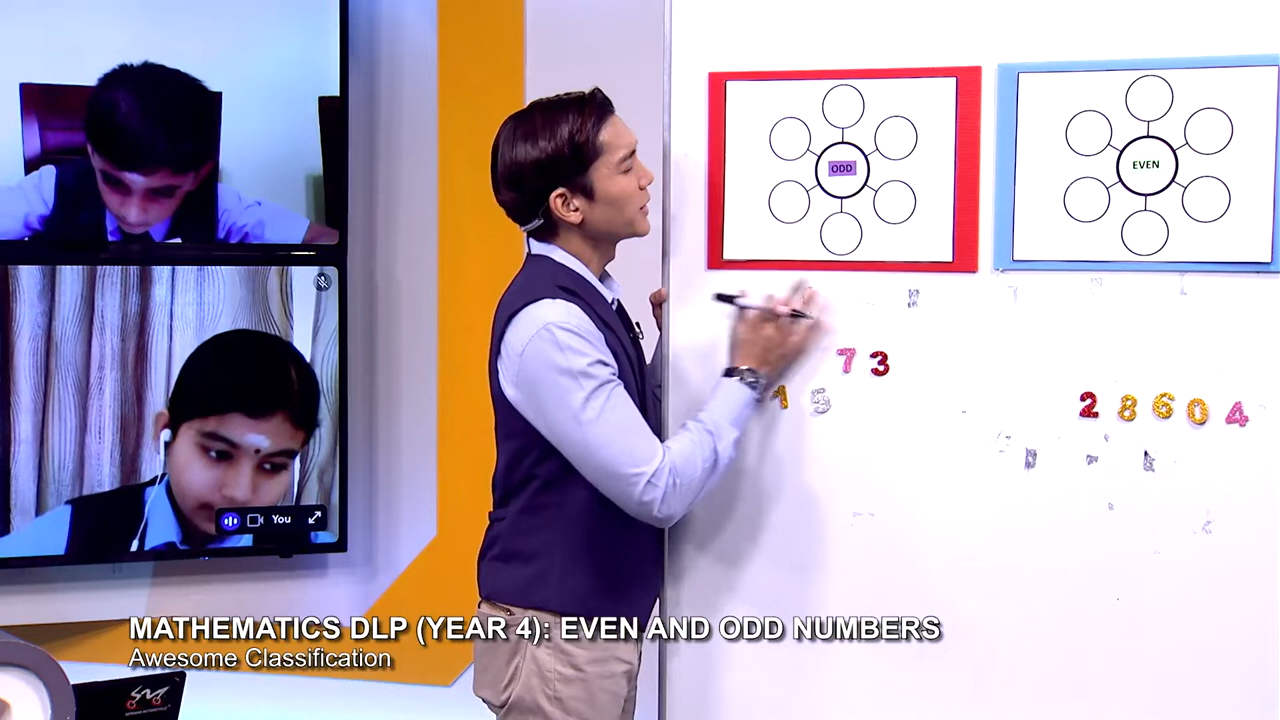 ODD
EVEN
7 3
1 5
2 8 6 0 4
You
MATHEMATICS DLP (YEAR 4): EVEN AND ODD NUMBERS
Awesome Classification